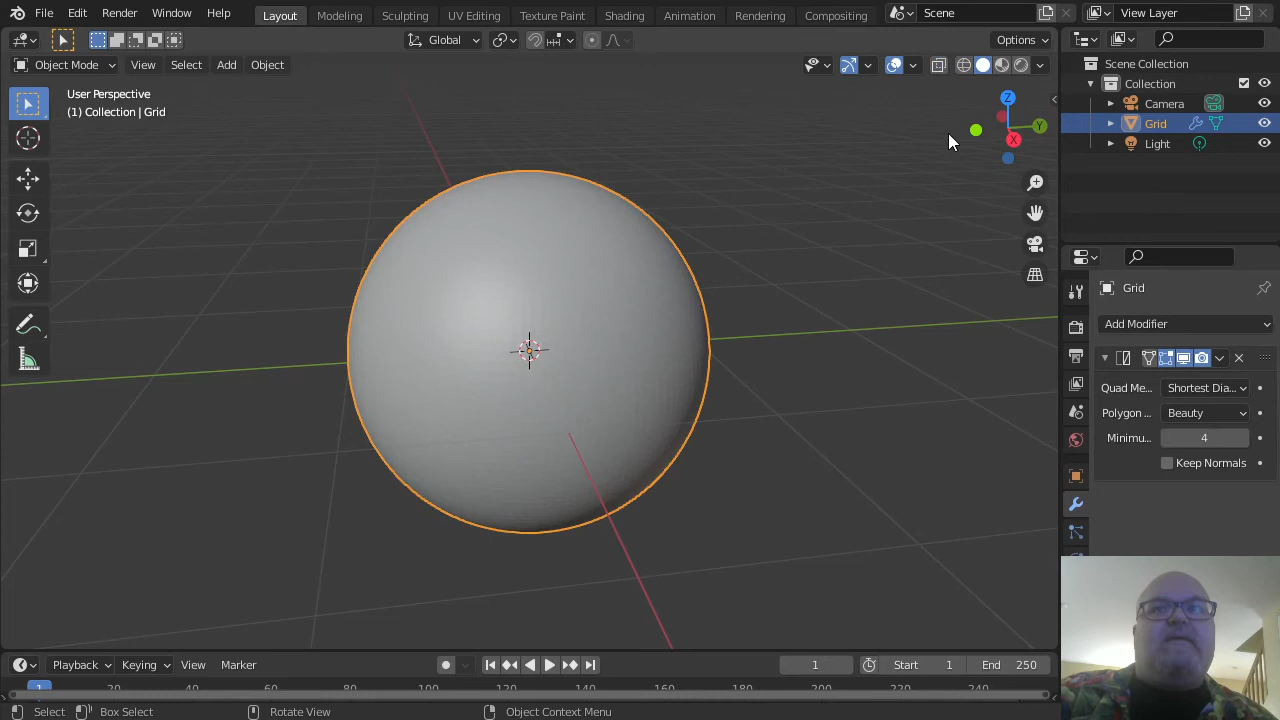 File Edit Render Window Help Layout Modeling Sculpting UV Editing Texture Paint Shading Animation Rendering Compositing Scene View Layer
Global Options
Object Mode View Select Add Object
User Perspective
(1) Collection | Grid
Z
Y
X
Scene Collection
Collection
Camera
Grid
Light
Grid
Add Modifier
Quad Me... Shortest Dia...
Polygon ... Beauty
Minimu... 4
Keep Normals
Playback Keying View Marker 1 Start 1 End 250
1 20 40 60 80 100 120 140 160 180 200 220 240
Select Box Select Rotate View Object Context Menu